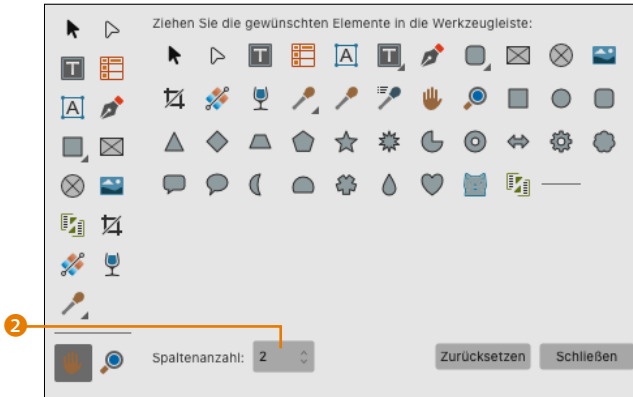 Ziehen Sie die gewünschten Elemente in die Werkzeugleiste:
T T A T
A
2
Spaltenanzahl: 2 Zurücksetzen Schließen